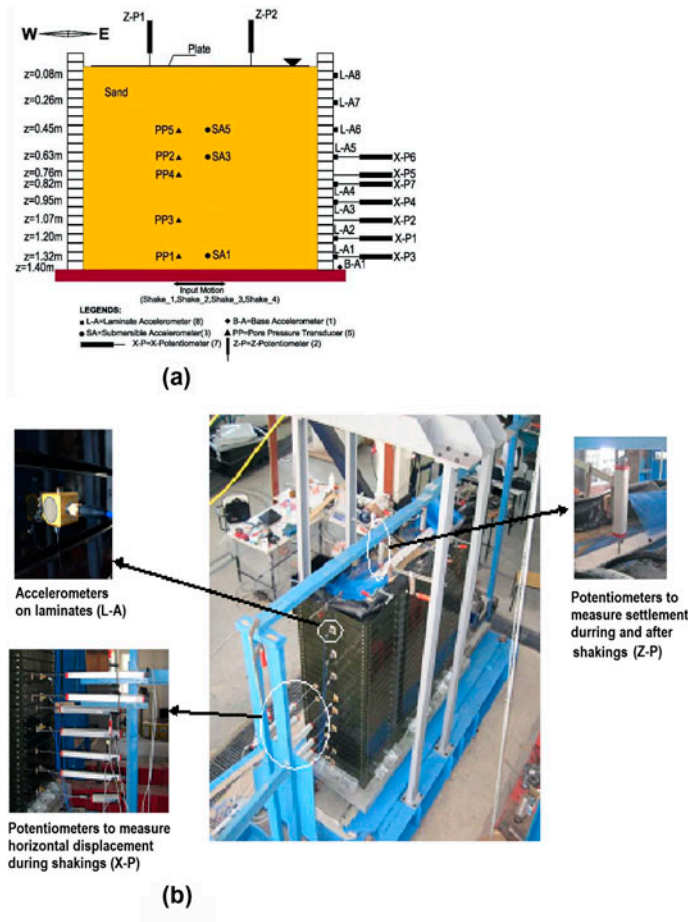 Z-P1
Z-P2
W
E
Plate
z=0.08m
L-A8
Sand
z=0.26m
L-A7
z=0.45m
PP5
SA5
L-A6
L-A5
z=0.63m
PP2
SA3
X-P6
z=0.76m
PP4
X-P5
z=0.82m
X-P7
L-A4
z=0.95m
X-P4
L-A3
z=1.07m
PP3
X-P2
L-A2
z=1.20m
X-P1
L-A1
z=1.32m
PP1
SA1
X-P3
z=1.40m
B-A1
Input Motion
(Shake_1,Shake_2,Shake_3,Shake_4)
LEGENDS:
L-A=Laminate Accelerometer (8)
B-A=Base Accelerometer (1)
SA=Submersible Accelerometer(3)
PP=Pore Pressure Transducer (5)
X-P=X-Potentiometer (7)
Z-P=Z-Potentiometer (2)
(a)
Accelerometers
on laminates (L-A)
Potentiometers to
measure settlement
durring and after
shakings (Z-P)
Potentiometers to measure
horizontal displacement
during shakings (X-P)
(b)